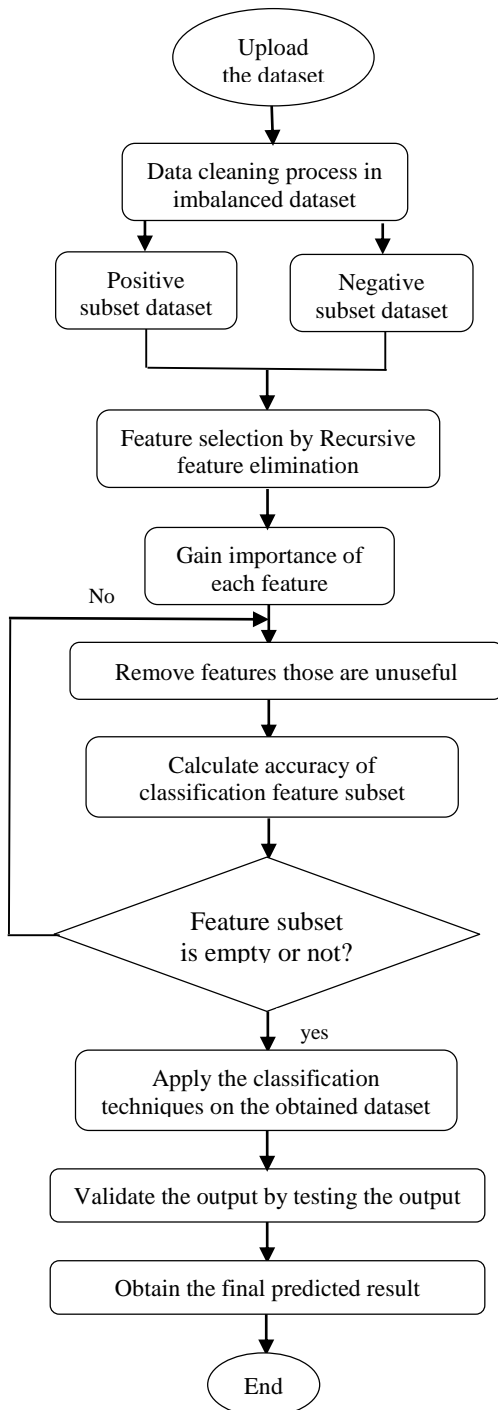 Upload
the dataset
Data cleaning process in
imbalanced dataset
Positive
subset dataset
Negative
subset dataset
Feature selection by Recursive
feature elimination
Gain importance of
each feature
No
Remove features those are unuseful
Calculate accuracy of
classification feature subset
Feature subset
is empty or not?
yes
Apply the classification
techniques on the obtained dataset
Validate the output by testing the output
Obtain the final predicted result
End